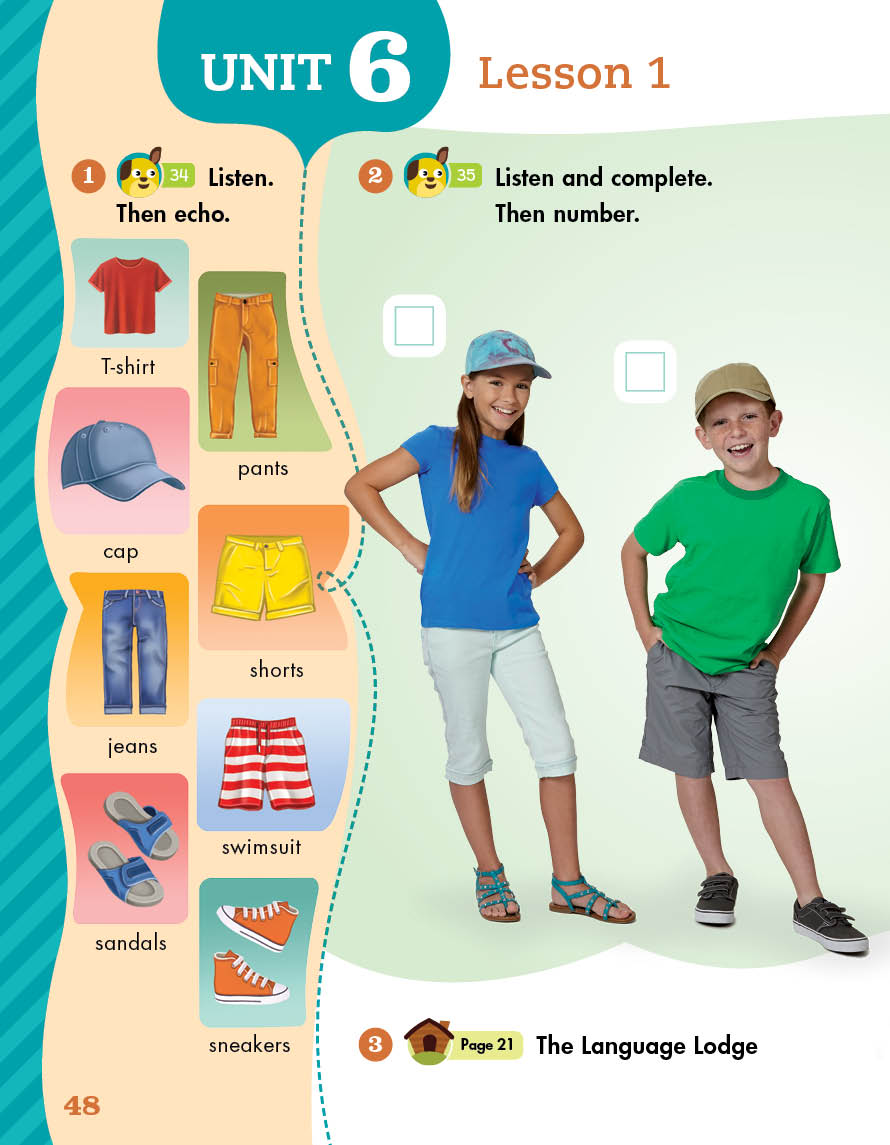 UNIT 6
Lesson 1
1 34 Listen.
Then echo.
T-shirt
pants
cap
shorts
jeans
swimsuit
sandals
sneakers
2 35 Listen and complete.
Then number.
3 Page 21 The Language Lodge
48